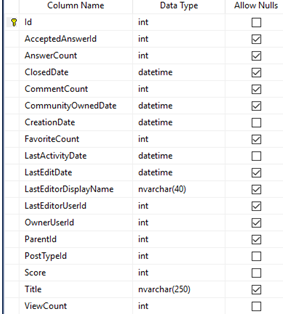 Column Name Data Type Allow Nulls
Id int
AcceptedAnswerId int
AnswerCount int
ClosedDate datetime
CommentCount int
CommunityOwnedDate datetime
CreationDate datetime
FavoriteCount int
LastActivityDate datetime
LastEditDate datetime
LastEditorDisplayName nvarchar(40)
LastEditorUserId int
OwnerUserId int
ParentId int
PostTypeId int
Score int
Title nvarchar(250)
ViewCount int